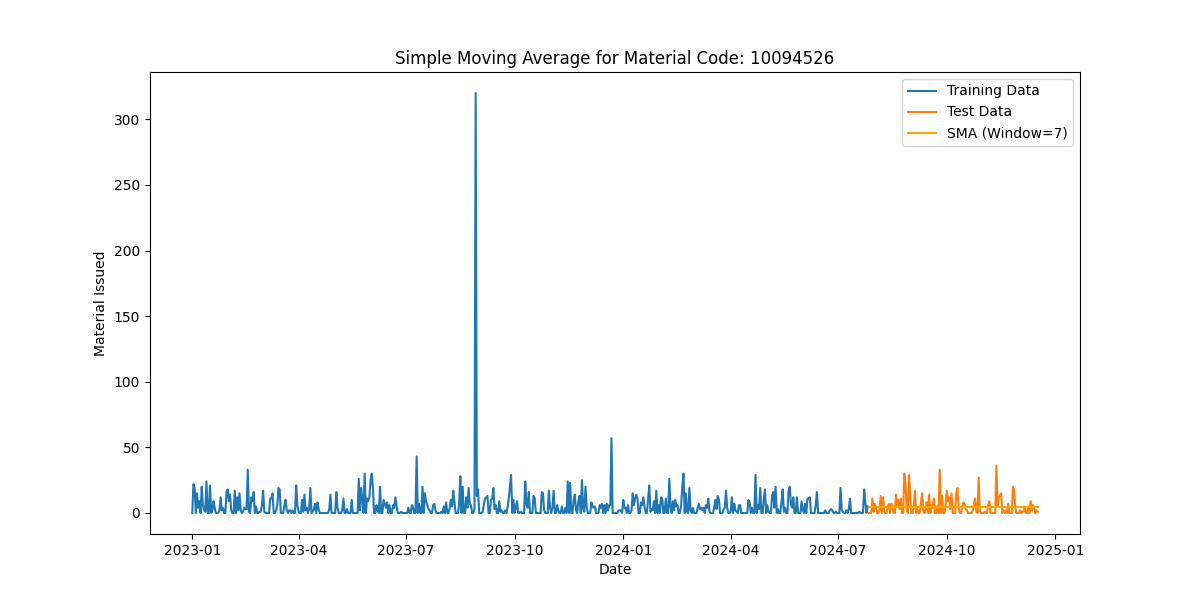 Simple Moving Average for Material Code: 10094526
Training Data
Test Data
SMA (Window=7)
Material Issued
300
250
200
150
100
50
0
2023-01 2023-04 2023-07 2023-10 2024-01 2024-04 2024-07 2024-10 2025-01
Date